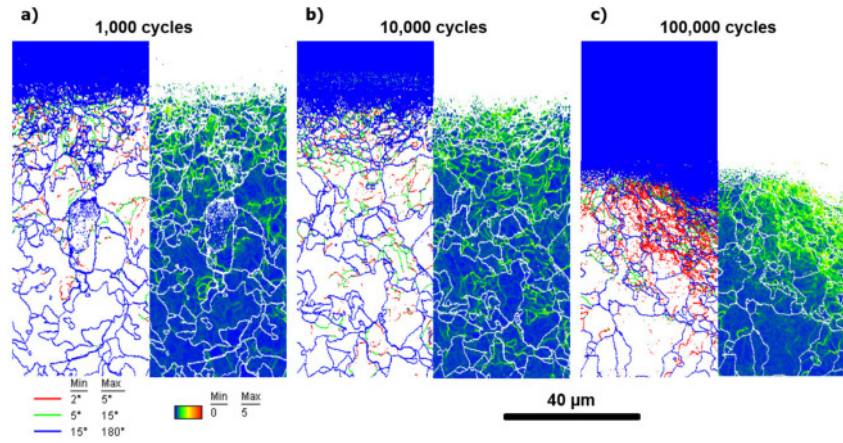 a) 1,000 cycles b) 10,000 cycles c) 100,000 cycles
Min Max
2° 5°
5° 15°
15° 180°
Min Max
0 5
40 µm